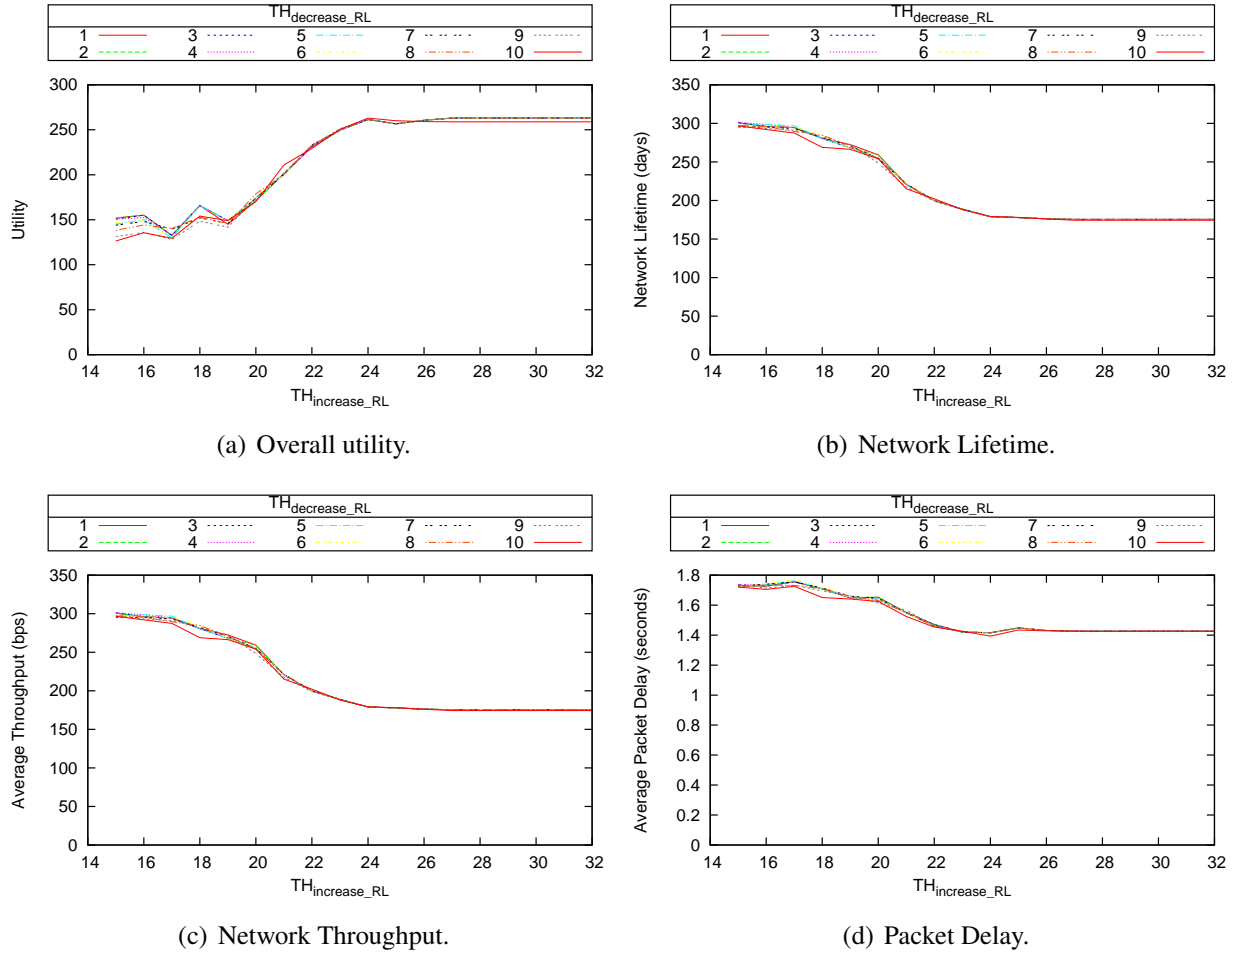 TH_decrease_RL
1 3 5 7 9
2 4 6 8 10
300
250
200
150
100
50
0
14 16 18 20 22 24 26 28 30 32
Utility
TH_increase_RL
(a) Overall utility.
TH_decrease_RL
1 3 5 7 9
2 4 6 8 10
350
300
250
200
150
100
50
0
14 16 18 20 22 24 26 28 30 32
Network Lifetime (days)
TH_increase_RL
(b) Network Lifetime.
TH_decrease_RL
1 3 5 7 9
2 4 6 8 10
350
300
250
200
150
100
50
0
14 16 18 20 22 24 26 28 30 32
Average Throughput (bps)
TH_increase_RL
(c) Network Throughput.
TH_decrease_RL
1 3 5 7 9
2 4 6 8 10
1.8
1.6
1.4
1.2
1
0.8
0.6
0.4
0.2
0
14 16 18 20 22 24 26 28 30 32
Average Packet Delay (seconds)
TH_increase_RL
(d) Packet Delay.